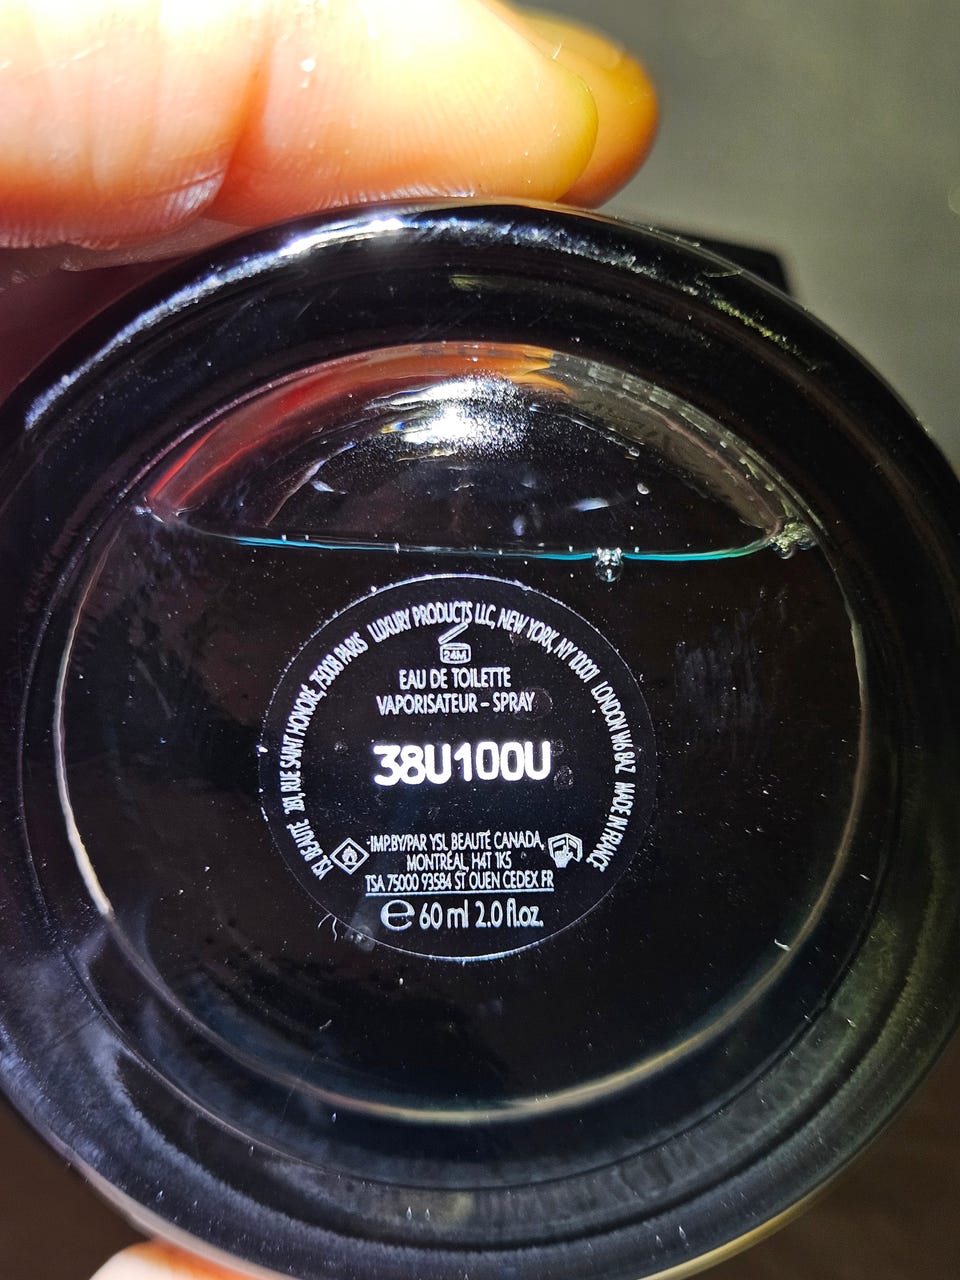 YSL BEAUTÉ 281, RUE SAINT HONORÉ, 75008 PARIS LUXURY PRODUCTS LLC, NEW YORK, NY 10001 LONDON W6 8AZ MADE IN FRANCE
24M
EAU DE TOILETTE
VAPORISATEUR – SPRAY
38U100U
IMP.BY/PAR YSL BEAUTÉ CANADA,
MONTRÉAL, H4T 1K5
TSA 75000 93584 ST OUEN CEDEX FR
e 60 ml 2.0 fl.oz.